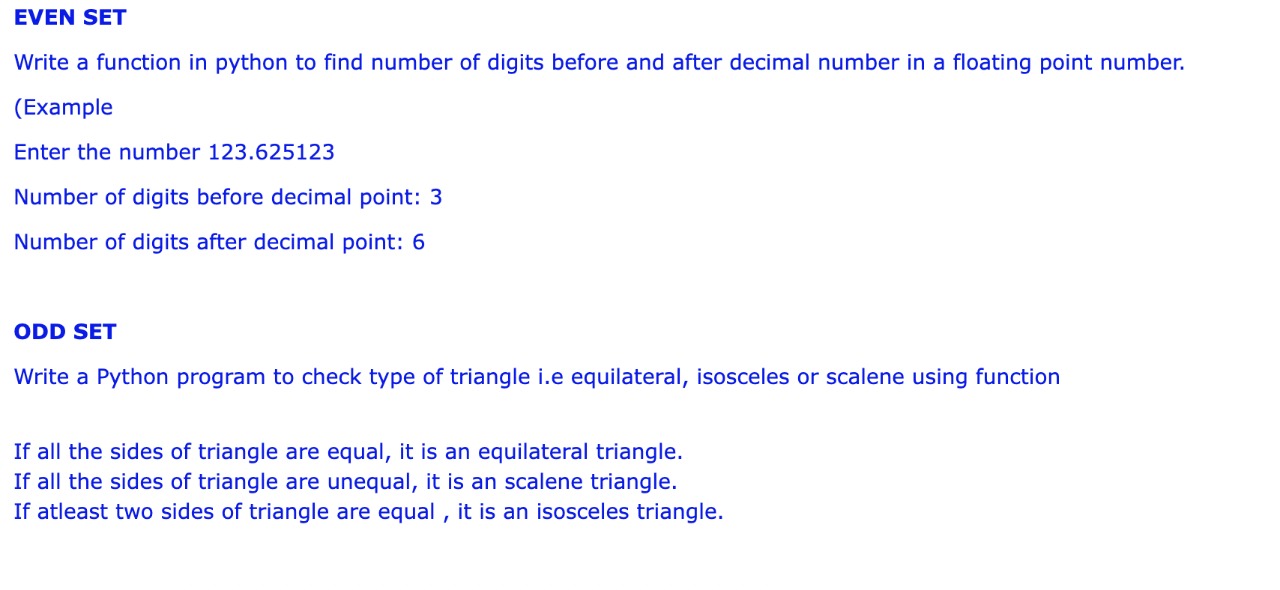 EVEN SET
Write a function in python to find number of digits before and after decimal number in a floating point number.
(Example
Enter the number 123.625123
Number of digits before decimal point: 3
Number of digits after decimal point: 6
ODD SET
Write a Python program to check type of triangle i.e equilateral, isosceles or scalene using function
If all the sides of triangle are equal, it is an equilateral triangle.
If all the sides of triangle are unequal, it is an scalene triangle.
If atleast two sides of triangle are equal , it is an isosceles triangle.